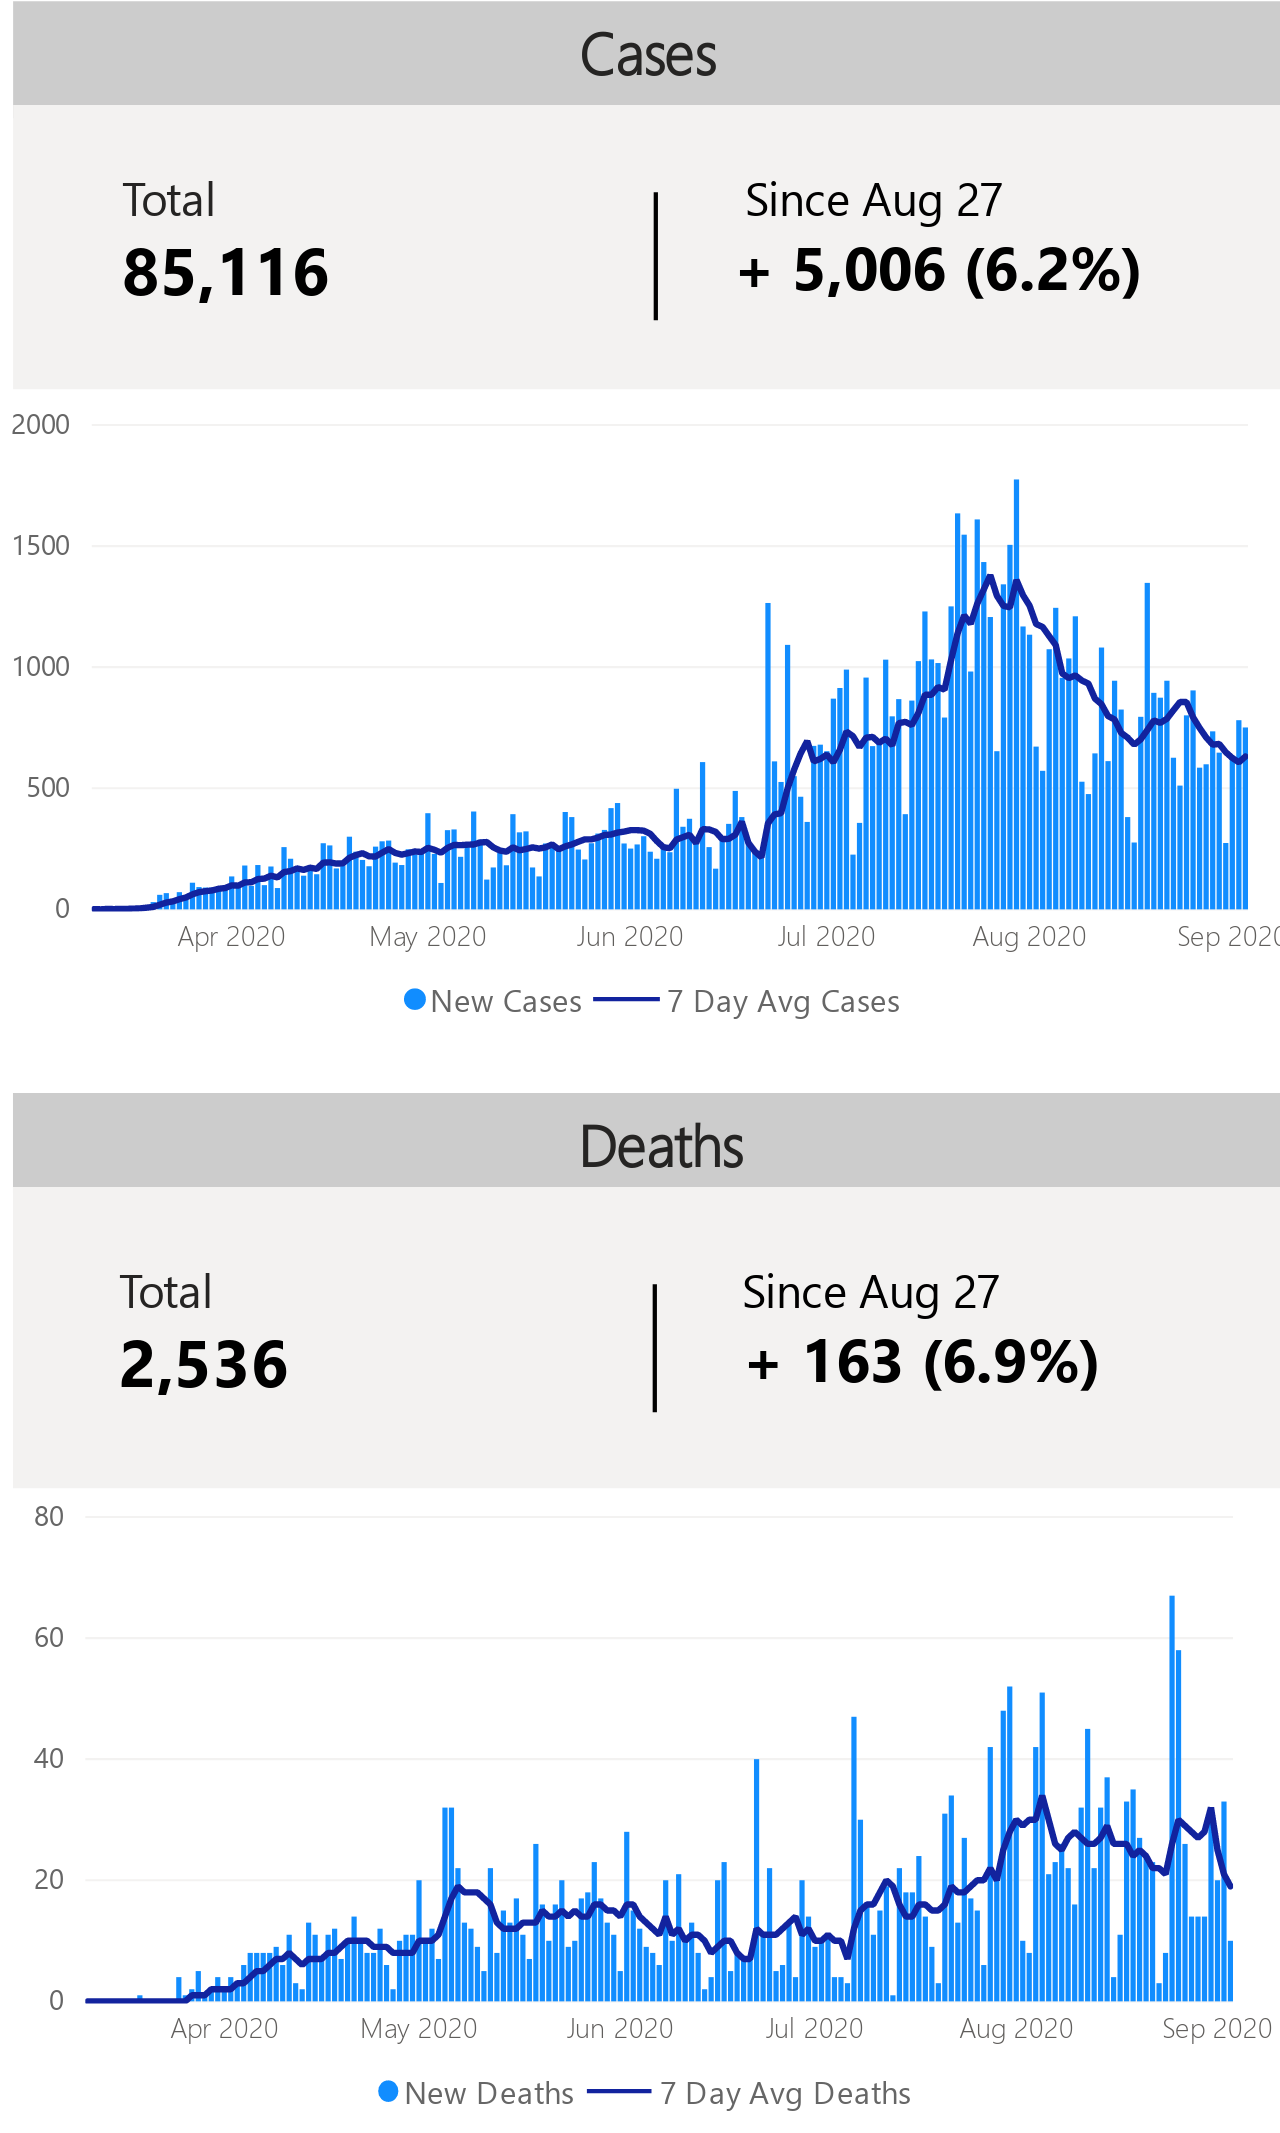 Cases
Total
Since Aug 27
85,116
+ 5,006 (6.2%)
2000
1500
1000
500
0
Apr 2020
May 2020
Jun 2020
Jul 2020
Aug 2020
Sep 2020
New Cases
7 Day Avg Cases
Deaths
Total
Since Aug 27
2,536
+ 163 (6.9%)
80
60
40
20
0
Apr 2020
May 2020
Jun 2020
Jul 2020
Aug 2020
Sep 2020
New Deaths
7 Day Avg Deaths